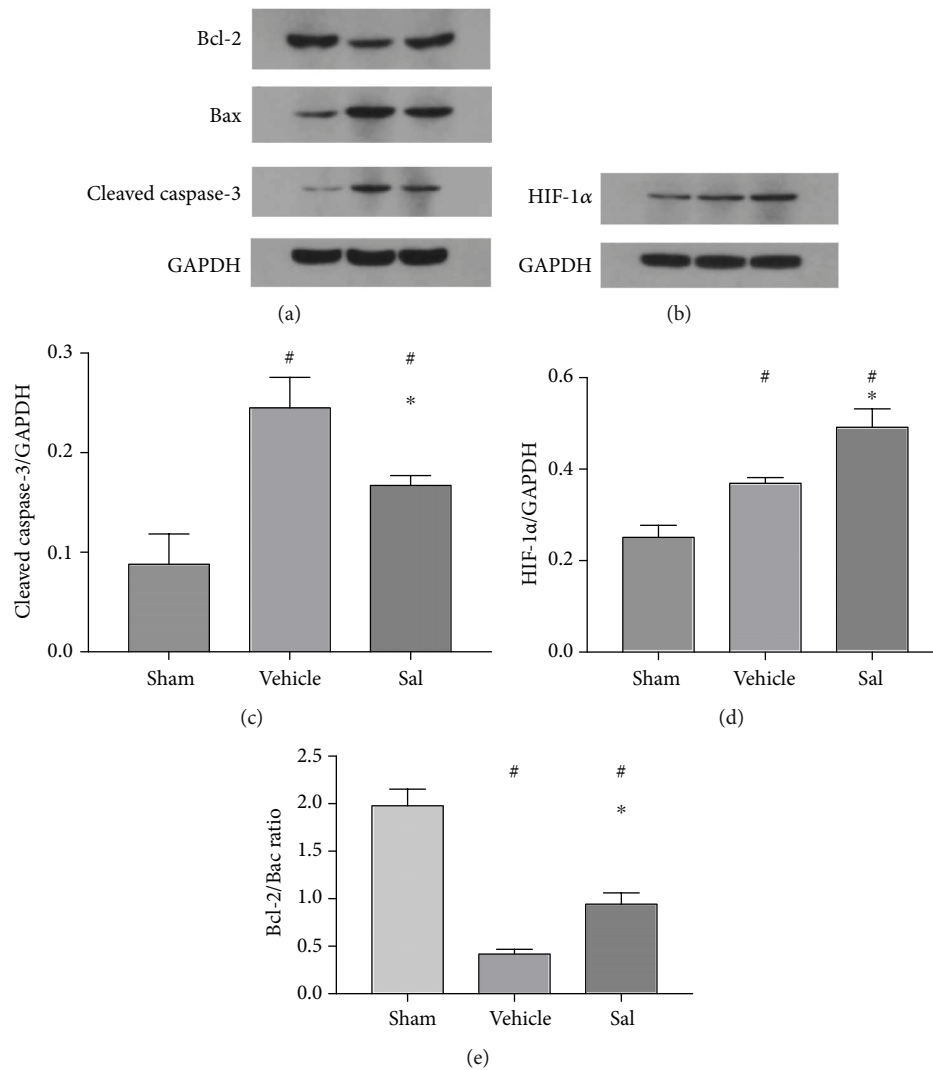 Bcl-2
Bax
Cleaved caspase-3
GAPDH
(a)
HIF-1α
GAPDH
(b)
Cleaved caspase-3/GAPDH
0.3
0.2
0.1
0.0
#
#
*
Sham Vehicle Sal
(c)
HIF-1α/GAPDH
0.6
0.4
0.2
0.0
#
#
*
Sham Vehicle Sal
(d)
Bcl-2/Bac ratio
2.5
2.0
1.5
1.0
0.5
0.0
#
#
*
Sham Vehicle Sal
(e)